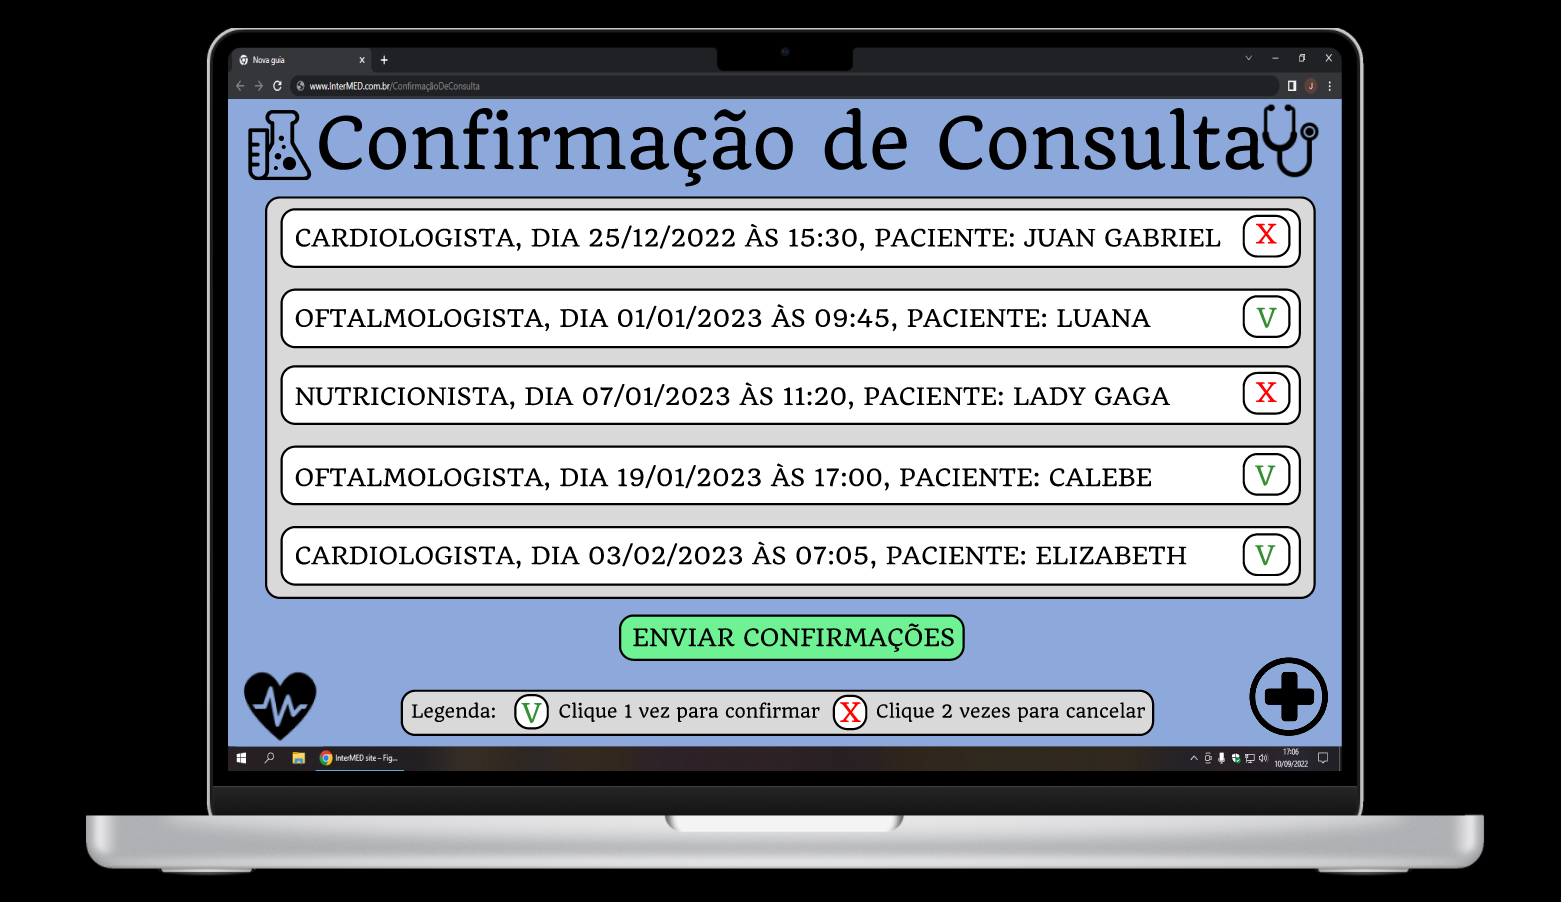 Nova guia
www.InterMED.com.br/ConfirmaçãoDeConsulta
J
Confirmação de Consulta
CARDIOLOGISTA, DIA 25/12/2022 ÀS 15:30, PACIENTE: JUAN GABRIEL X
OFTALMOLOGISTA, DIA 01/01/2023 ÀS 09:45, PACIENTE: LUANA V
NUTRICIONISTA, DIA 07/01/2023 ÀS 11:20, PACIENTE: LADY GAGA X
OFTALMOLOGISTA, DIA 19/01/2023 ÀS 17:00, PACIENTE: CALEBE V
CARDIOLOGISTA, DIA 03/02/2023 ÀS 07:05, PACIENTE: ELIZABETH V
ENVIAR CONFIRMAÇÕES
Legenda: V Clique 1 vez para confirmar X Clique 2 vezes para cancelar
InterMED site – Fig...
17:06
10/09/2022